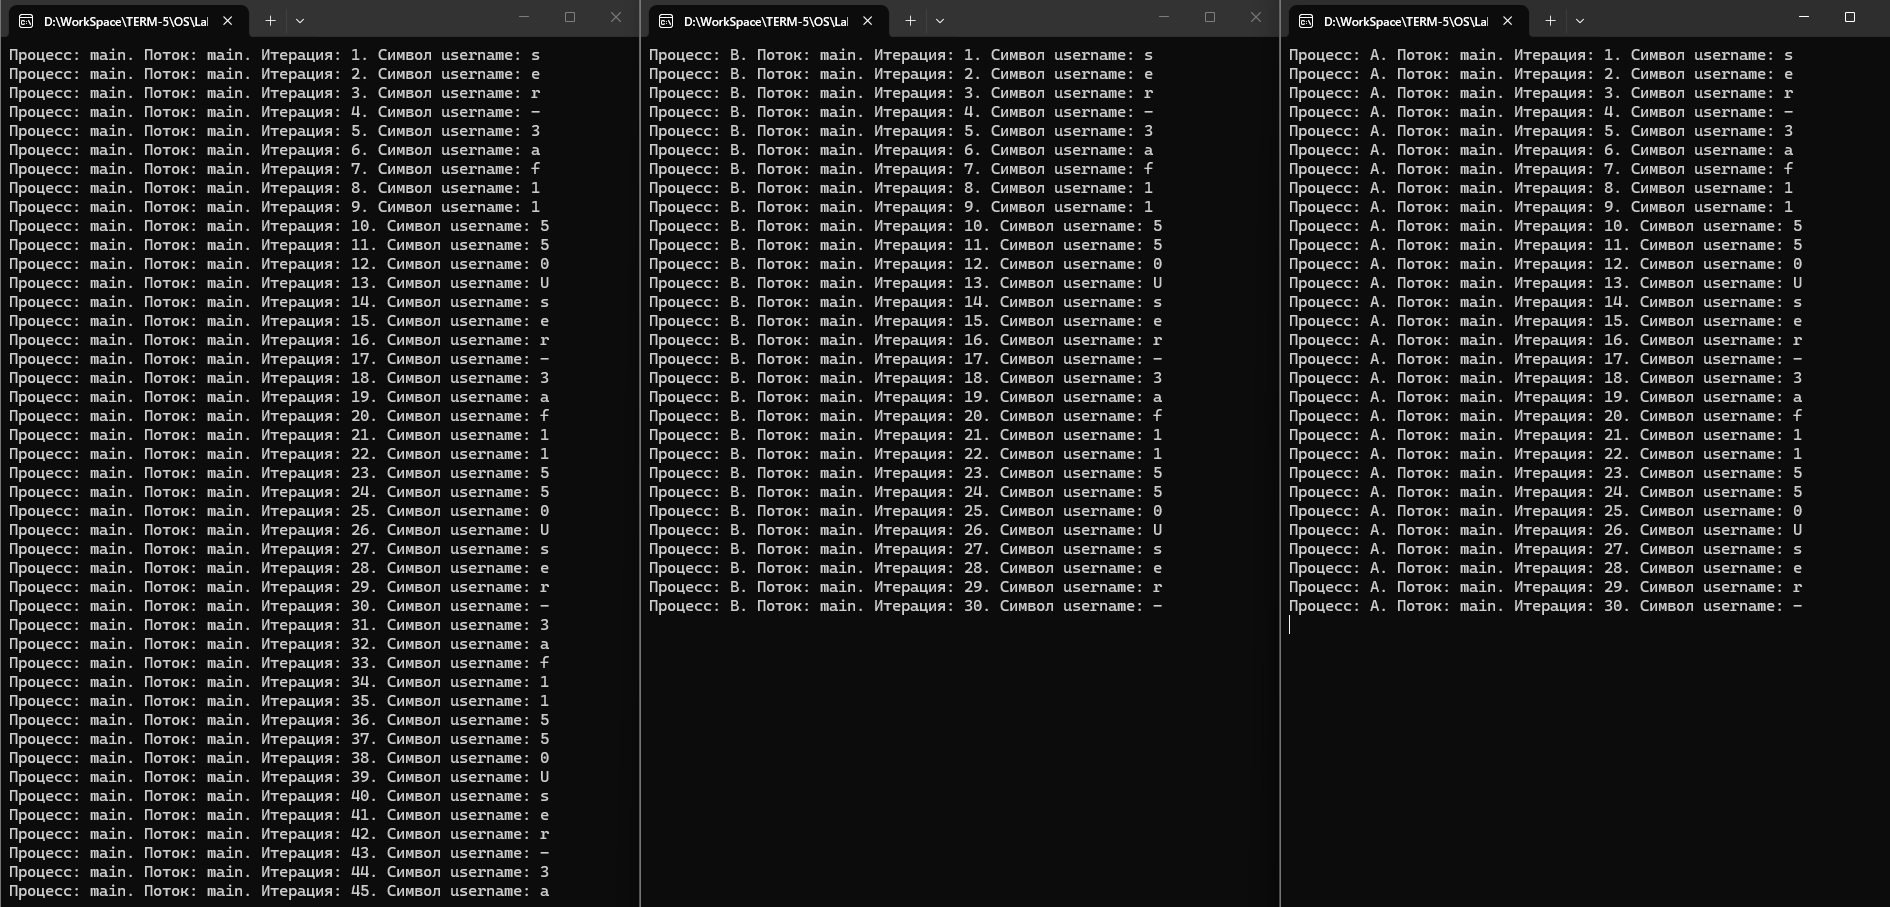 D:\WorkSpace\TERM-5\OS\Lal
Процесс: main. Поток: main. Итерация: 1. Символ username: s
Процесс: main. Поток: main. Итерация: 2. Символ username: e
Процесс: main. Поток: main. Итерация: 3. Символ username: r
Процесс: main. Поток: main. Итерация: 4. Символ username: -
Процесс: main. Поток: main. Итерация: 5. Символ username: 3
Процесс: main. Поток: main. Итерация: 6. Символ username: a
Процесс: main. Поток: main. Итерация: 7. Символ username: f
Процесс: main. Поток: main. Итерация: 8. Символ username: 1
Процесс: main. Поток: main. Итерация: 9. Символ username: 1
Процесс: main. Поток: main. Итерация: 10. Символ username: 5
Процесс: main. Поток: main. Итерация: 11. Символ username: 5
Процесс: main. Поток: main. Итерация: 12. Символ username: 0
Процесс: main. Поток: main. Итерация: 13. Символ username: U
Процесс: main. Поток: main. Итерация: 14. Символ username: s
Процесс: main. Поток: main. Итерация: 15. Символ username: e
Процесс: main. Поток: main. Итерация: 16. Символ username: r
Процесс: main. Поток: main. Итерация: 17. Символ username: -
Процесс: main. Поток: main. Итерация: 18. Символ username: 3
Процесс: main. Поток: main. Итерация: 19. Символ username: a
Процесс: main. Поток: main. Итерация: 20. Символ username: f
Процесс: main. Поток: main. Итерация: 21. Символ username: 1
Процесс: main. Поток: main. Итерация: 22. Символ username: 1
Процесс: main. Поток: main. Итерация: 23. Символ username: 5
Процесс: main. Поток: main. Итерация: 24. Символ username: 5
Процесс: main. Поток: main. Итерация: 25. Символ username: 0
Процесс: main. Поток: main. Итерация: 26. Символ username: U
Процесс: main. Поток: main. Итерация: 27. Символ username: s
Процесс: main. Поток: main. Итерация: 28. Символ username: e
Процесс: main. Поток: main. Итерация: 29. Символ username: r
Процесс: main. Поток: main. Итерация: 30. Символ username: -
Процесс: main. Поток: main. Итерация: 31. Символ username: 3
Процесс: main. Поток: main. Итерация: 32. Символ username: a
Процесс: main. Поток: main. Итерация: 33. Символ username: f
Процесс: main. Поток: main. Итерация: 34. Символ username: 1
Процесс: main. Поток: main. Итерация: 35. Символ username: 1
Процесс: main. Поток: main. Итерация: 36. Символ username: 5
Процесс: main. Поток: main. Итерация: 37. Символ username: 5
Процесс: main. Поток: main. Итерация: 38. Символ username: 0
Процесс: main. Поток: main. Итерация: 39. Символ username: U
Процесс: main. Поток: main. Итерация: 40. Символ username: s
Процесс: main. Поток: main. Итерация: 41. Символ username: e
Процесс: main. Поток: main. Итерация: 42. Символ username: r
Процесс: main. Поток: main. Итерация: 43. Символ username: -
Процесс: main. Поток: main. Итерация: 44. Символ username: 3
Процесс: main. Поток: main. Итерация: 45. Символ username: a
D:\WorkSpace\TERM-5\OS\Lal
Процесс: B. Поток: main. Итерация: 1. Символ username: s
Процесс: B. Поток: main. Итерация: 2. Символ username: e
Процесс: B. Поток: main. Итерация: 3. Символ username: r
Процесс: B. Поток: main. Итерация: 4. Символ username: -
Процесс: B. Поток: main. Итерация: 5. Символ username: 3
Процесс: B. Поток: main. Итерация: 6. Символ username: a
Процесс: B. Поток: main. Итерация: 7. Символ username: f
Процесс: B. Поток: main. Итерация: 8. Символ username: 1
Процесс: B. Поток: main. Итерация: 9. Символ username: 1
Процесс: B. Поток: main. Итерация: 10. Символ username: 5
Процесс: B. Поток: main. Итерация: 11. Символ username: 5
Процесс: B. Поток: main. Итерация: 12. Символ username: 0
Процесс: B. Поток: main. Итерация: 13. Символ username: U
Процесс: B. Поток: main. Итерация: 14. Символ username: s
Процесс: B. Поток: main. Итерация: 15. Символ username: e
Процесс: B. Поток: main. Итерация: 16. Символ username: r
Процесс: B. Поток: main. Итерация: 17. Символ username: -
Процесс: B. Поток: main. Итерация: 18. Символ username: 3
Процесс: B. Поток: main. Итерация: 19. Символ username: a
Процесс: B. Поток: main. Итерация: 20. Символ username: f
Процесс: B. Поток: main. Итерация: 21. Символ username: 1
Процесс: B. Поток: main. Итерация: 22. Символ username: 1
Процесс: B. Поток: main. Итерация: 23. Символ username: 5
Процесс: B. Поток: main. Итерация: 24. Символ username: 5
Процесс: B. Поток: main. Итерация: 25. Символ username: 0
Процесс: B. Поток: main. Итерация: 26. Символ username: U
Процесс: B. Поток: main. Итерация: 27. Символ username: s
Процесс: B. Поток: main. Итерация: 28. Символ username: e
Процесс: B. Поток: main. Итерация: 29. Символ username: r
Процесс: B. Поток: main. Итерация: 30. Символ username: -
D:\WorkSpace\TERM-5\OS\Lal
Процесс: A. Поток: main. Итерация: 1. Символ username: s
Процесс: A. Поток: main. Итерация: 2. Символ username: e
Процесс: A. Поток: main. Итерация: 3. Символ username: r
Процесс: A. Поток: main. Итерация: 4. Символ username: -
Процесс: A. Поток: main. Итерация: 5. Символ username: 3
Процесс: A. Поток: main. Итерация: 6. Символ username: a
Процесс: A. Поток: main. Итерация: 7. Символ username: f
Процесс: A. Поток: main. Итерация: 8. Символ username: 1
Процесс: A. Поток: main. Итерация: 9. Символ username: 1
Процесс: A. Поток: main. Итерация: 10. Символ username: 5
Процесс: A. Поток: main. Итерация: 11. Символ username: 5
Процесс: A. Поток: main. Итерация: 12. Символ username: 0
Процесс: A. Поток: main. Итерация: 13. Символ username: U
Процесс: A. Поток: main. Итерация: 14. Символ username: s
Процесс: A. Поток: main. Итерация: 15. Символ username: e
Процесс: A. Поток: main. Итерация: 16. Символ username: r
Процесс: A. Поток: main. Итерация: 17. Символ username: -
Процесс: A. Поток: main. Итерация: 18. Символ username: 3
Процесс: A. Поток: main. Итерация: 19. Символ username: a
Процесс: A. Поток: main. Итерация: 20. Символ username: f
Процесс: A. Поток: main. Итерация: 21. Символ username: 1
Процесс: A. Поток: main. Итерация: 22. Символ username: 1
Процесс: A. Поток: main. Итерация: 23. Символ username: 5
Процесс: A. Поток: main. Итерация: 24. Символ username: 5
Процесс: A. Поток: main. Итерация: 25. Символ username: 0
Процесс: A. Поток: main. Итерация: 26. Символ username: U
Процесс: A. Поток: main. Итерация: 27. Символ username: s
Процесс: A. Поток: main. Итерация: 28. Символ username: e
Процесс: A. Поток: main. Итерация: 29. Символ username: r
Процесс: A. Поток: main. Итерация: 30. Символ username: -